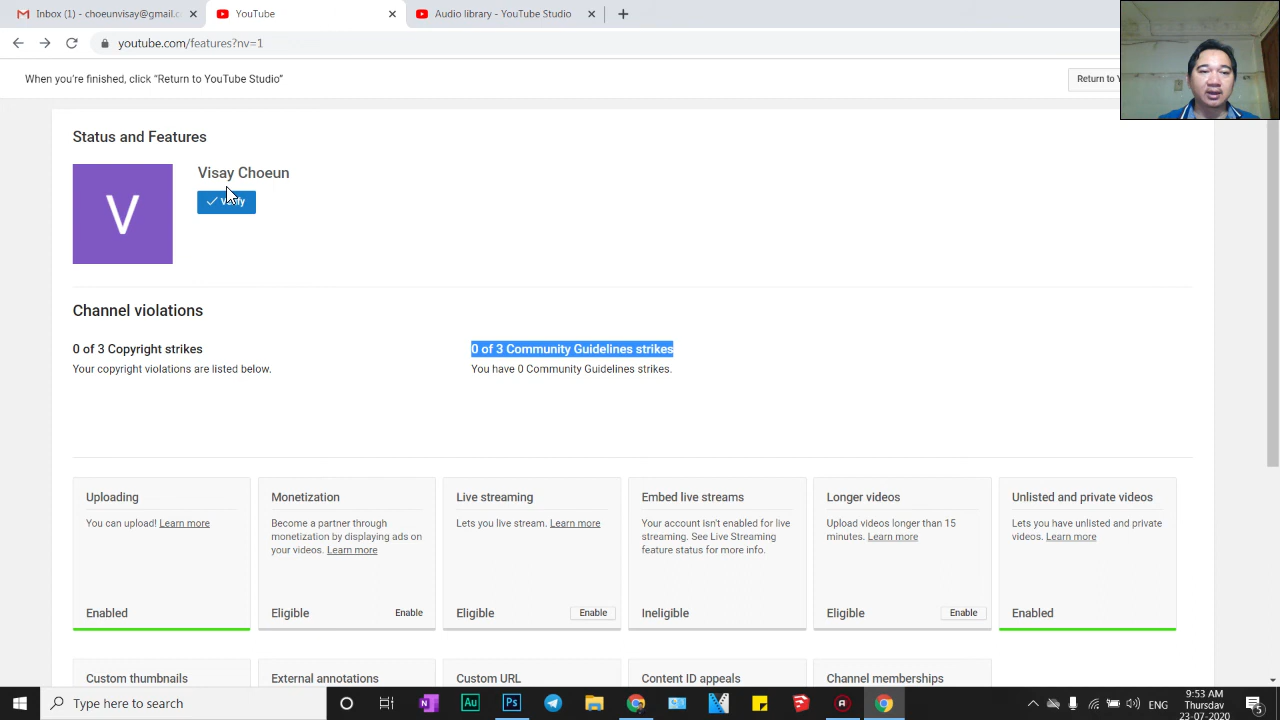 Inbox (1) - choeunvisay@gmail.c
YouTube
Audio library - YouTube Studio
youtube.com/features?nv=1
When you're finished, click "Return to YouTube Studio"
Return to Y
Status and Features
V
Visay Choeun
Verify
Channel violations
0 of 3 Copyright strikes
Your copyright violations are listed below.
0 of 3 Community Guidelines strikes
You have 0 Community Guidelines strikes.
Uploading
You can upload! Learn more
Enabled
Monetization
Become a partner through
monetization by displaying ads on
your videos. Learn more
Eligible
Enable
Live streaming
Lets you live stream. Learn more
Eligible
Enable
Embed live streams
Your account isn't enabled for live
streaming. See Live Streaming
feature status for more info.
Ineligible
Longer videos
Upload videos longer than 15
minutes. Learn more
Eligible
Enable
Unlisted and private videos
Lets you have unlisted and private
videos. Learn more
Enabled
Custom thumbnails
External annotations
Custom URL
Content ID appeals
Channel memberships
Type here to search
Au
Ps
ENG
9:53 AM
Thursday
23-07-2020
5